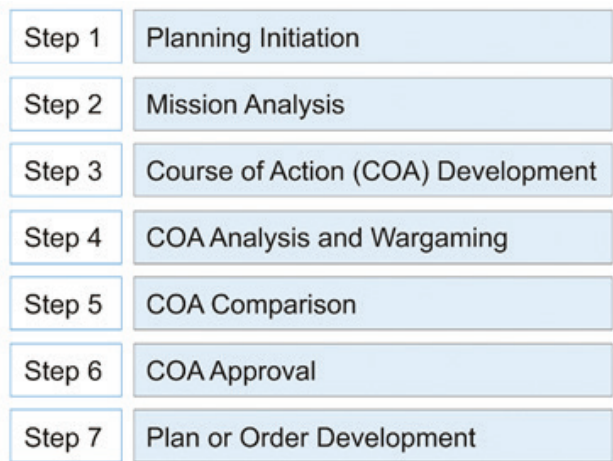 Step 1 Planning Initiation
Step 2 Mission Analysis
Step 3 Course of Action (COA) Development
Step 4 COA Analysis and Wargaming
Step 5 COA Comparison
Step 6 COA Approval
Step 7 Plan or Order Development